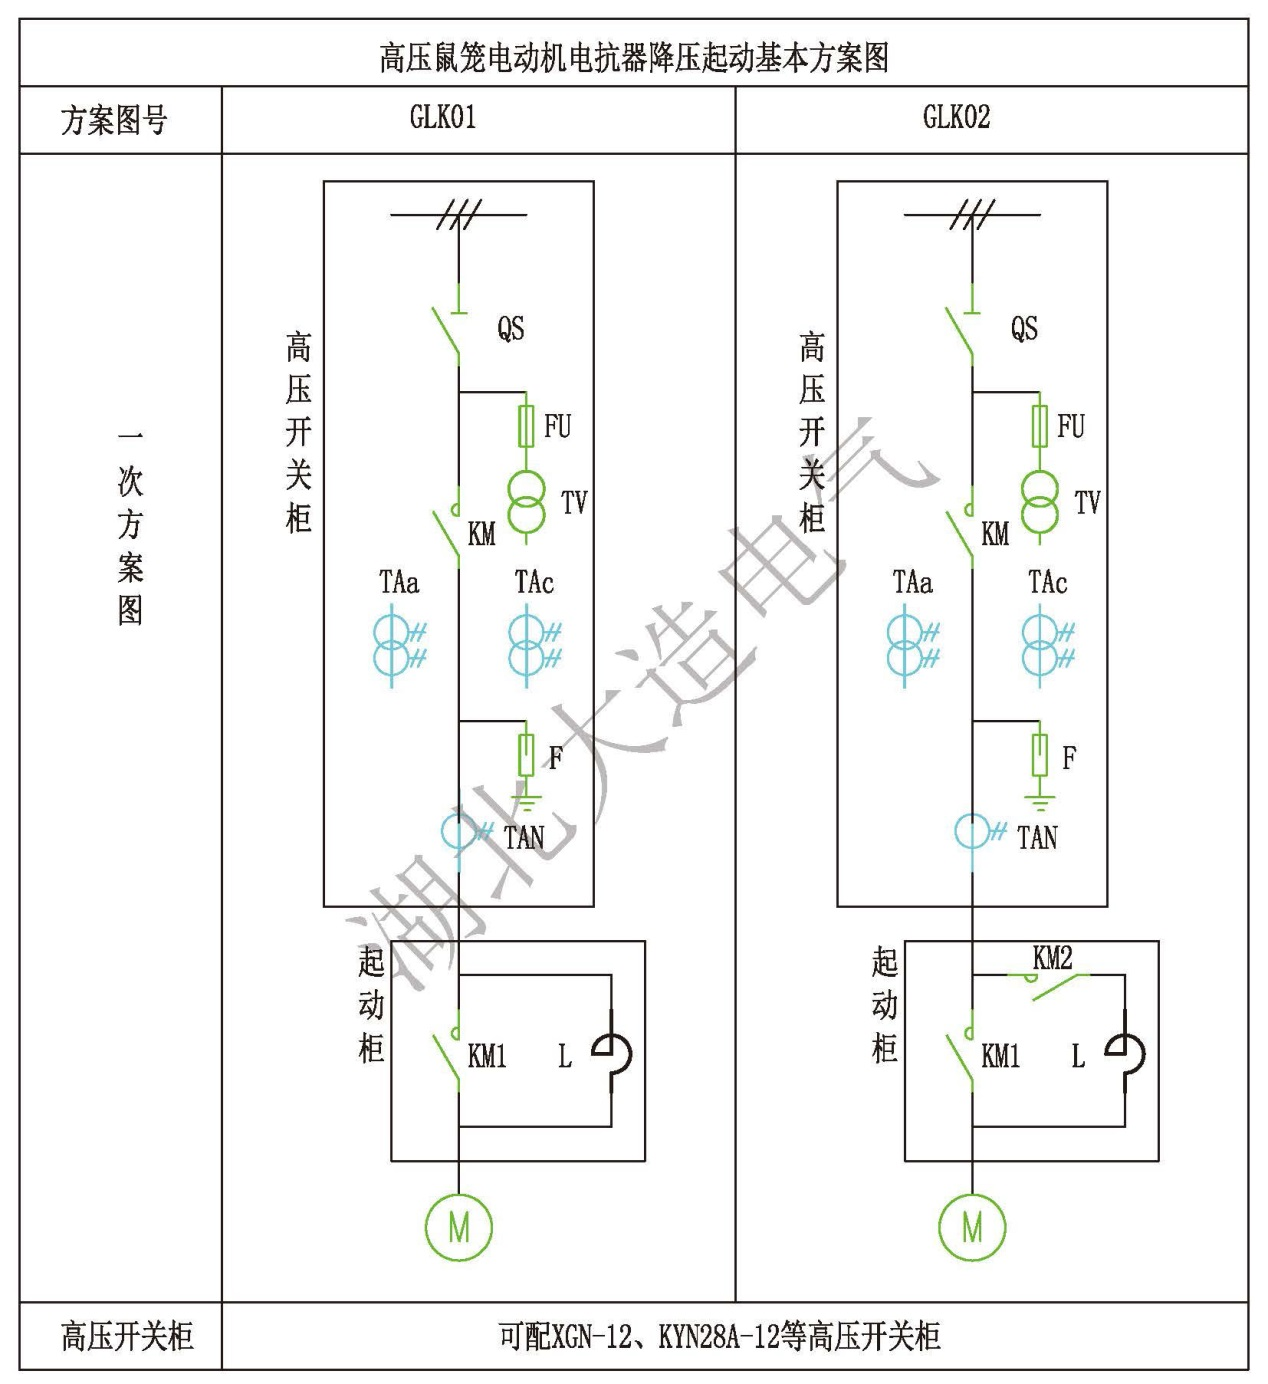 高压鼠笼电动机电抗器降压起动基本方案图
方案图号
GLK01
GLK02
一次方案图
高压开关柜
QS
FU
TV
KM
TAa
TAc
F
TAN
起动柜
KM1
L
M
高压开关柜
QS
FU
TV
KM
TAa
TAc
F
TAN
起动柜
KM2
KM1
L
M
湖北大造电气
高压开关柜
可配XGN-12、KYN28A-12等高压开关柜